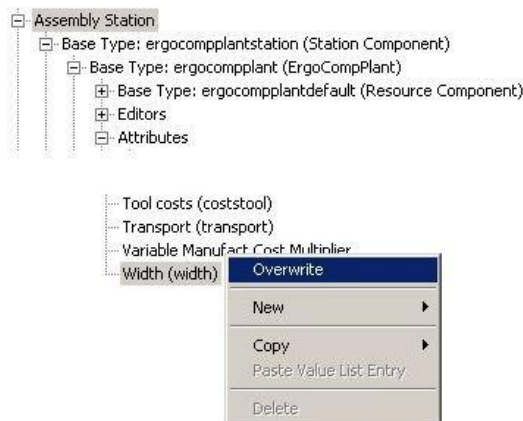 Assembly Station
Base Type: ergocompplantstation (Station Component)
Base Type: ergocompplant (ErgoCompPlant)
Base Type: ergocompplantdefault (Resource Component)
Editors
Attributes
Tool costs (coststool)
Transport (transport)
Variable Manufact Cost Multiplier
Width (width)
Overwrite
New
Copy
Paste Value List Entry
Delete